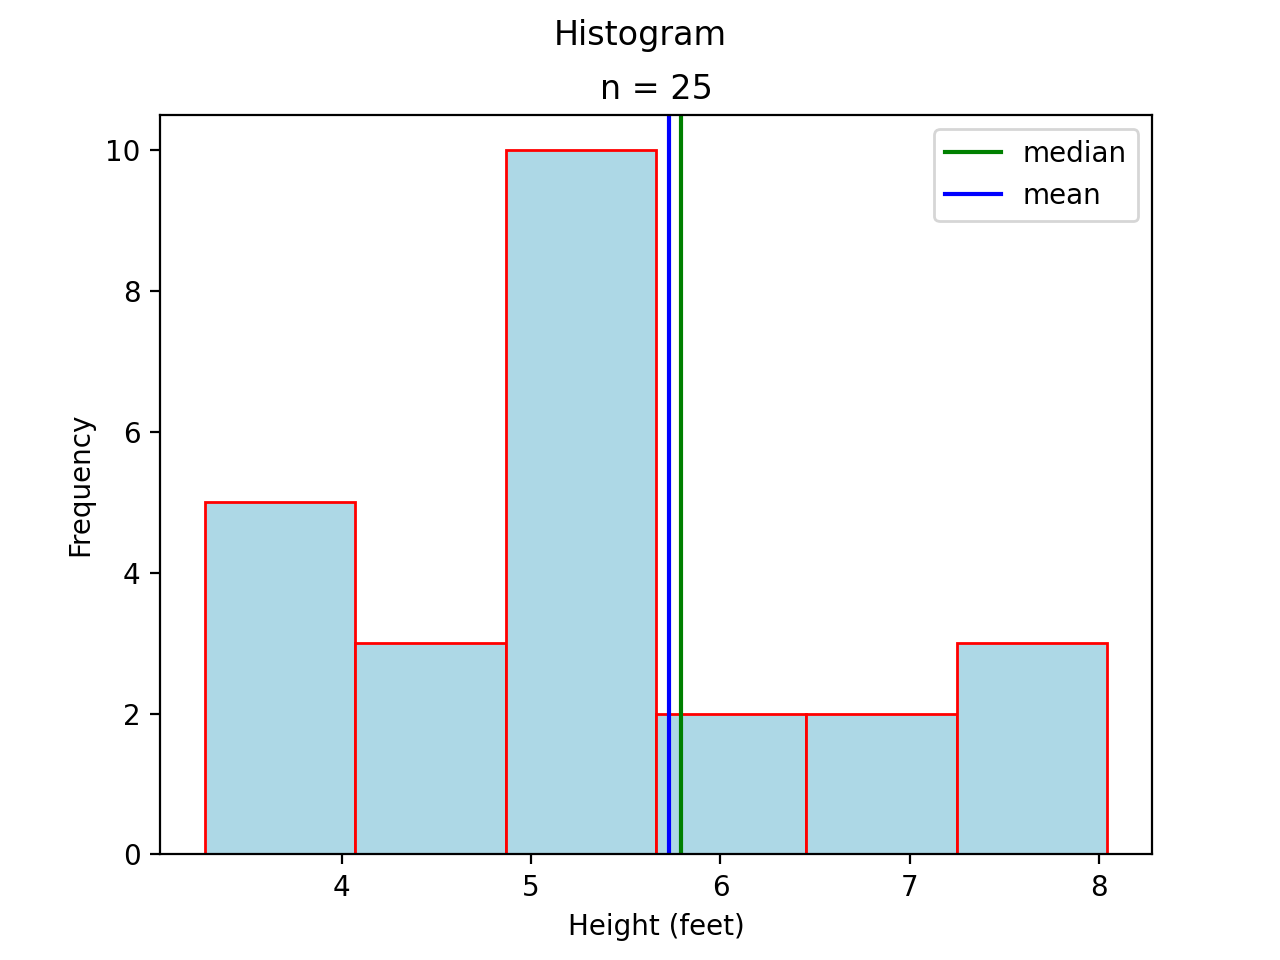 Histogram
n = 25
median
mean
10
8
6
4
2
0
Frequency
4 5 6 7 8
Height (feet)